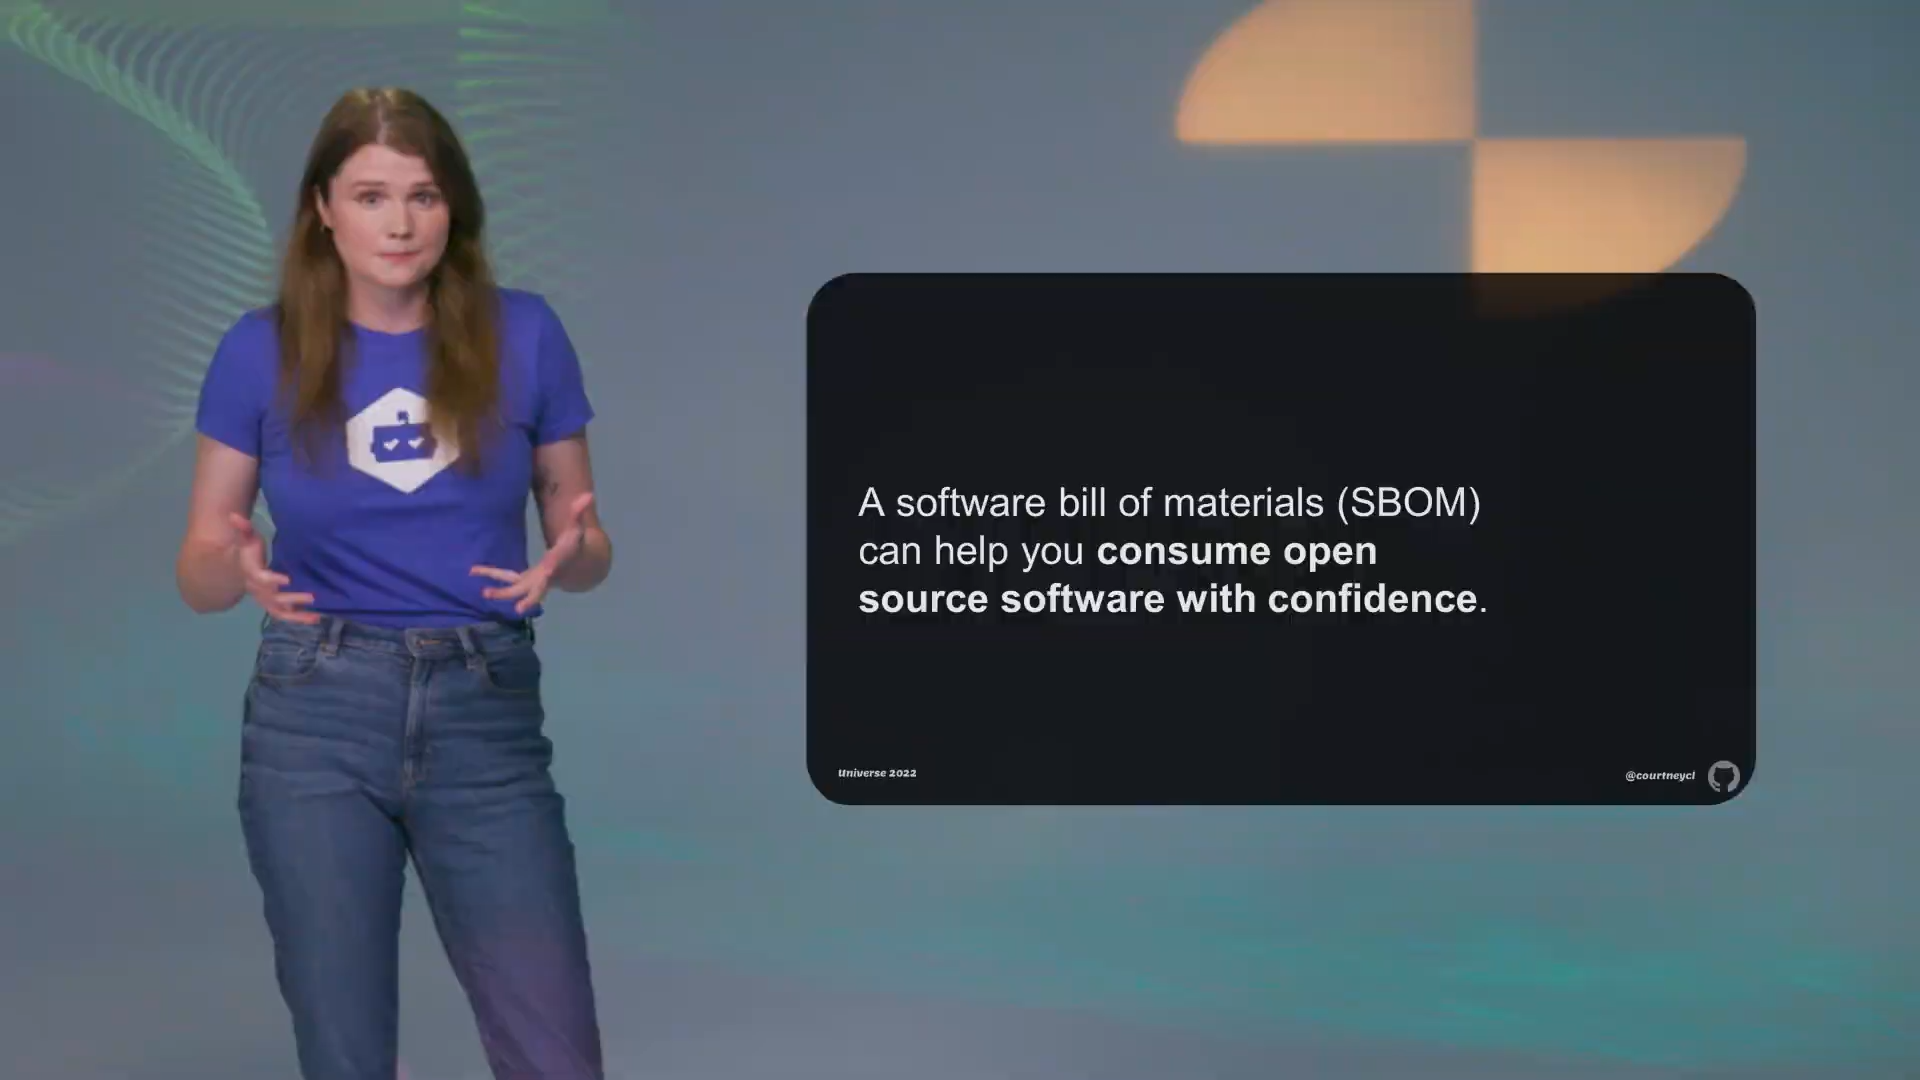 A software bill of materials (SBOM)
can help you consume open
source software with confidence.
Universe 2022
@courtneycl